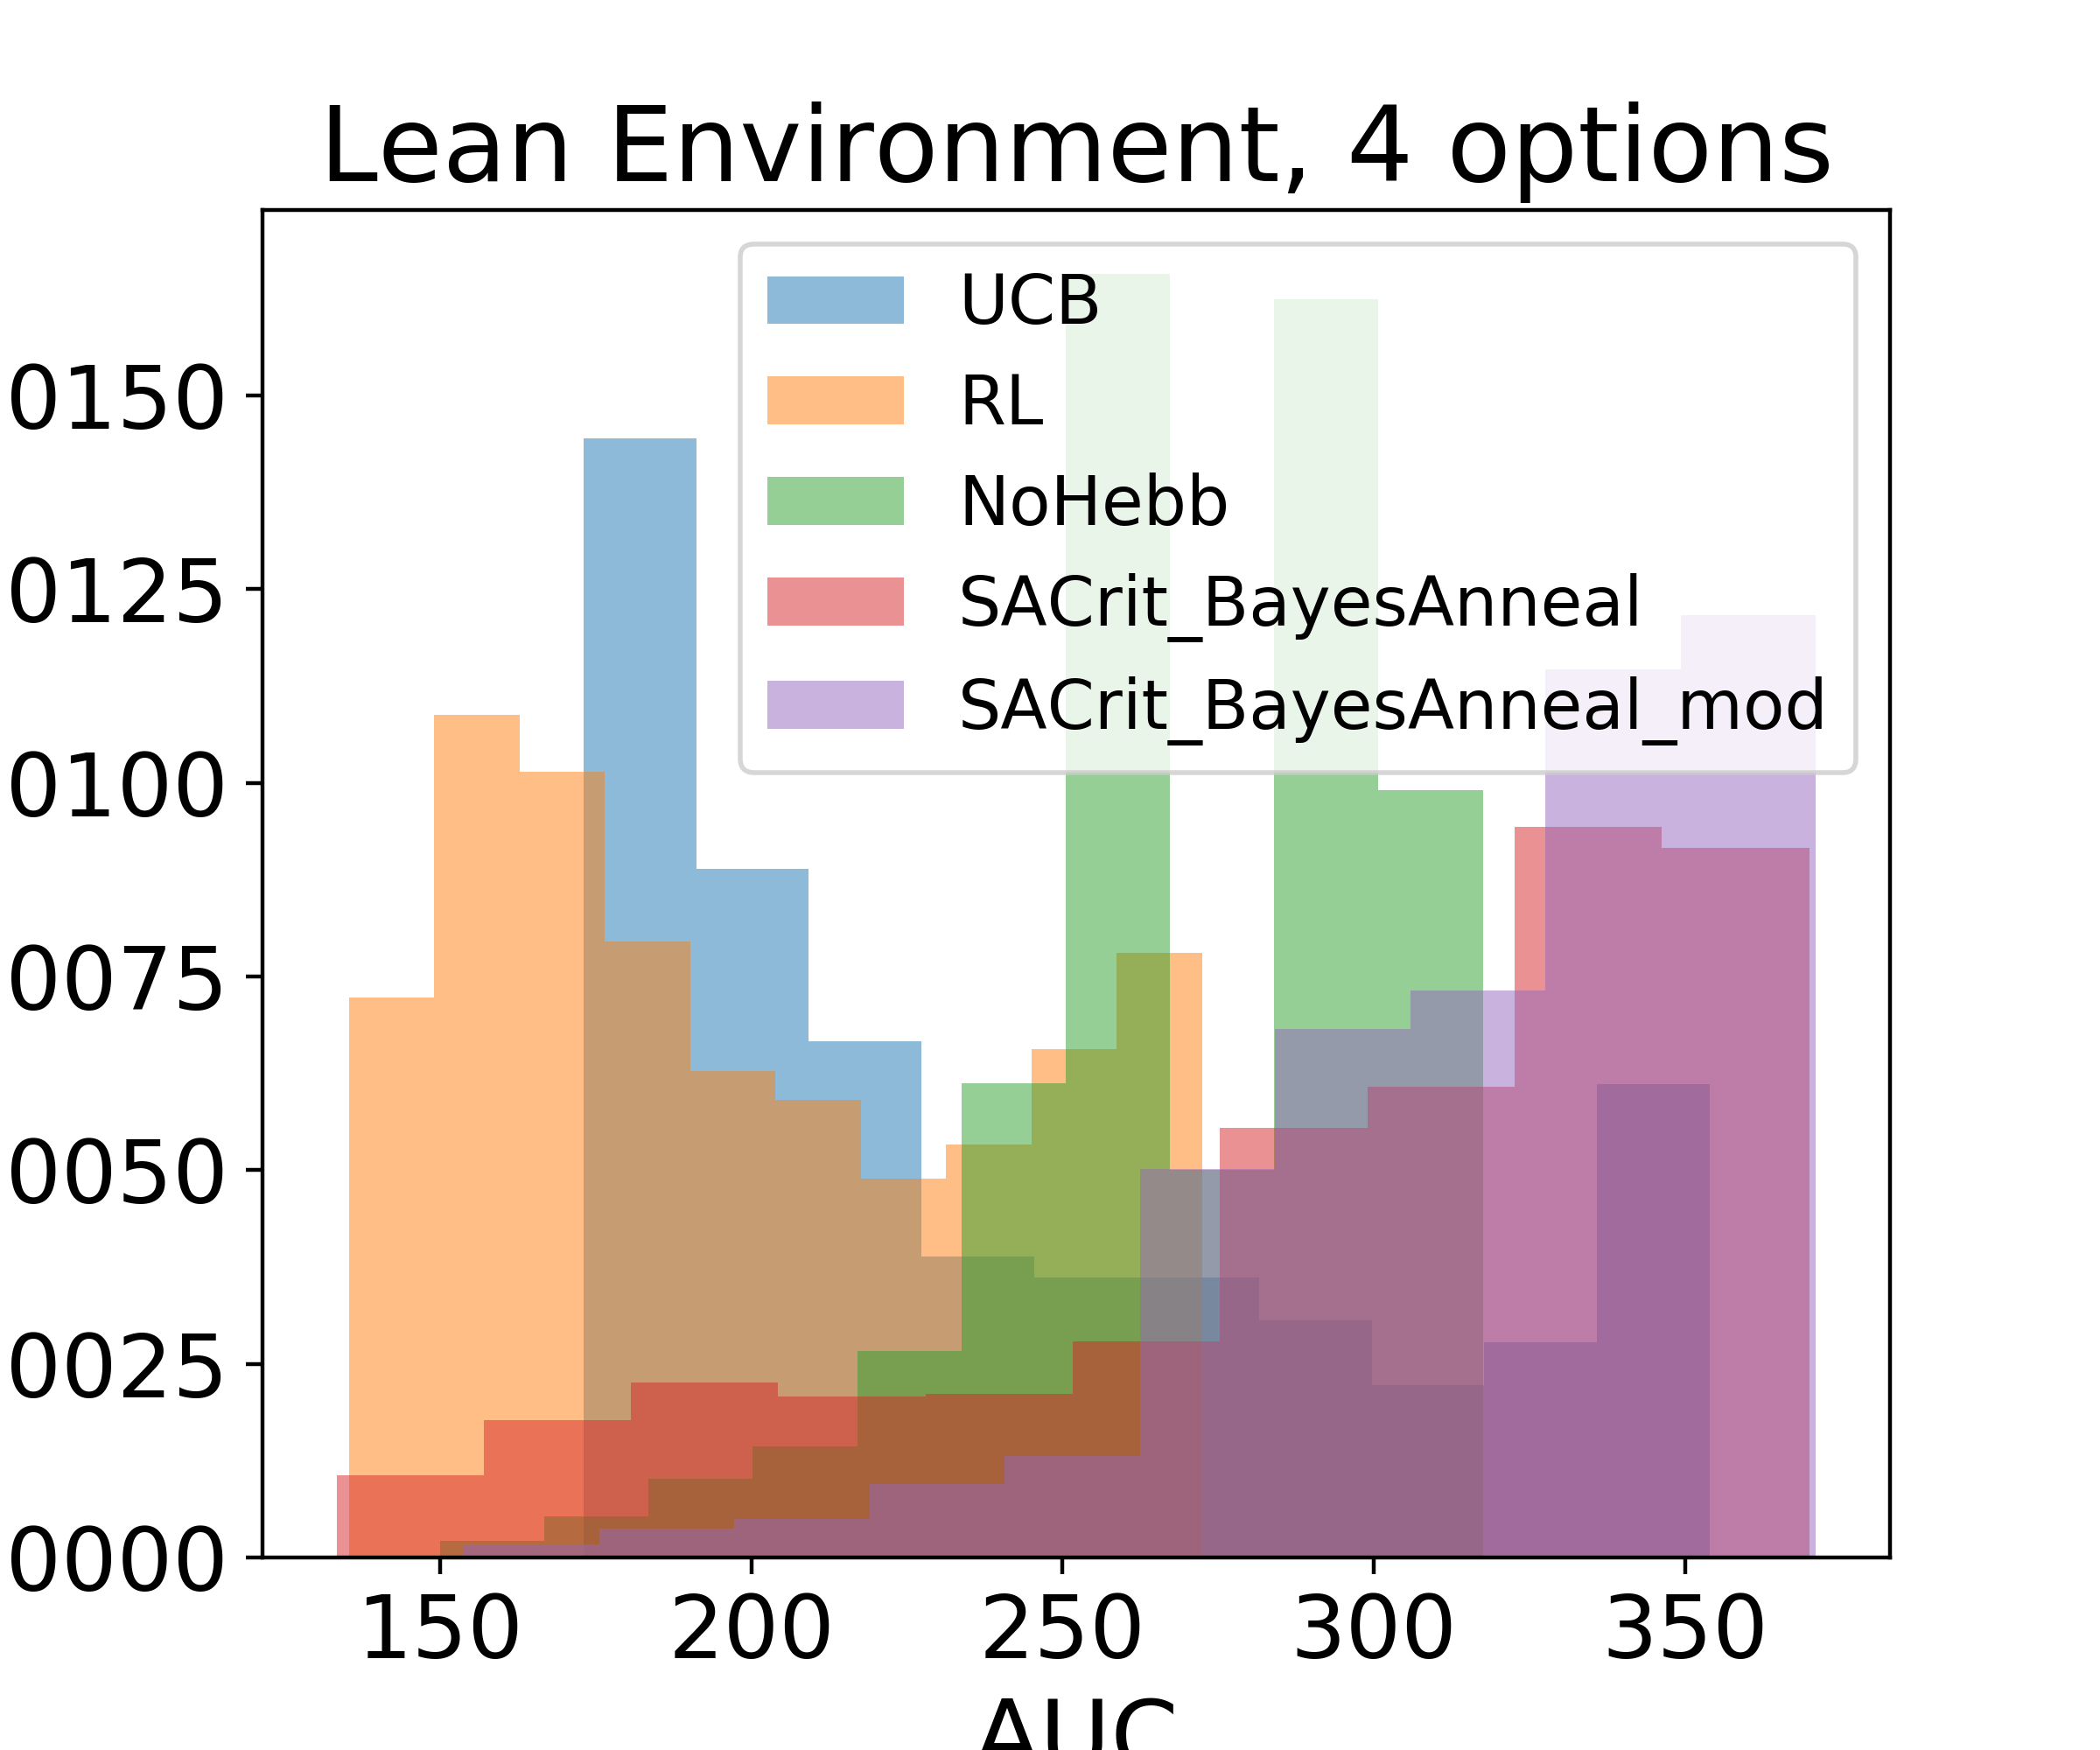 Lean Environment, 4 options
UCB
RL
NoHebb
SACrit_BayesAnneal
SACrit_BayesAnneal_mod
0150
0125
0100
0075
0050
0025
0000
150 200 250 300 350
AUC